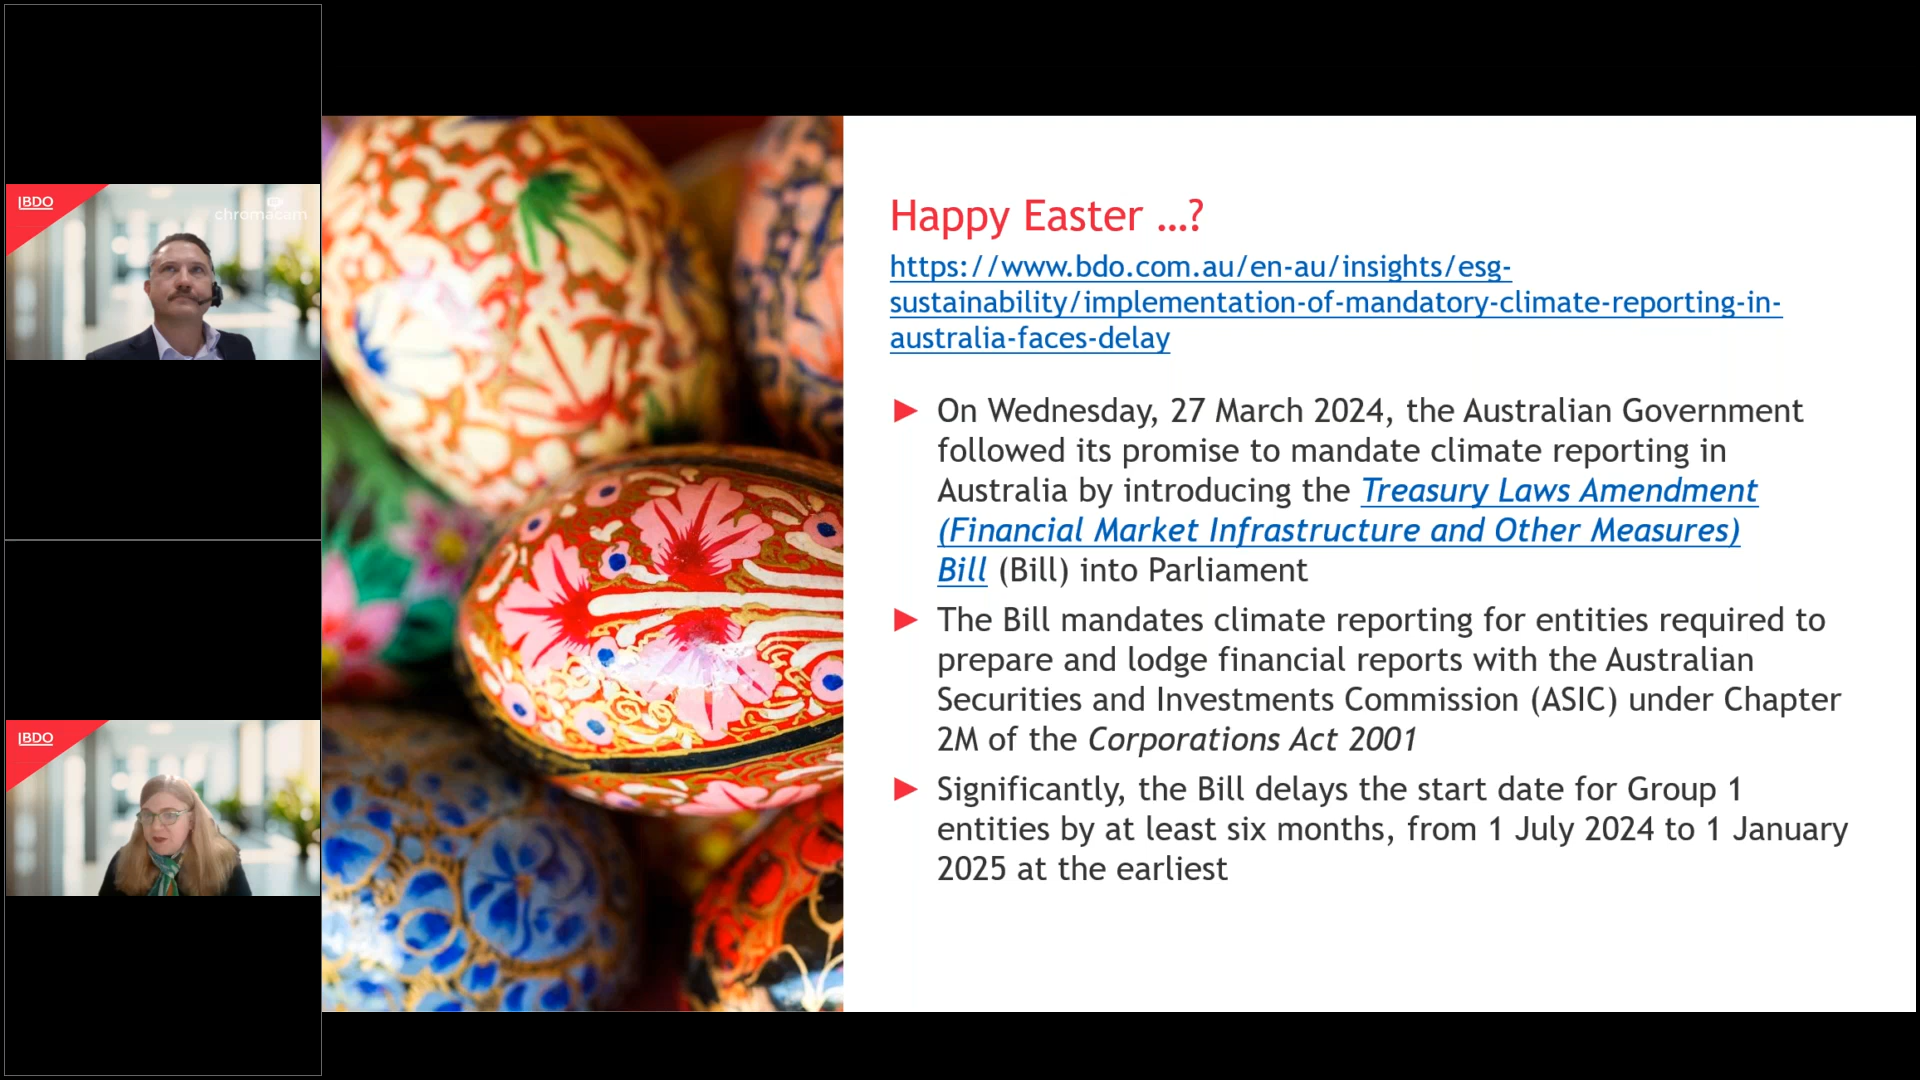 BDO
chromacam
BDO
Happy Easter ...?
https://www.bdo.com.au/en-au/insights/esg-
sustainability/implementation-of-mandatory-climate-reporting-in-
australia-faces-delay
► On Wednesday, 27 March 2024, the Australian Government
followed its promise to mandate climate reporting in
Australia by introducing the Treasury Laws Amendment
(Financial Market Infrastructure and Other Measures)
Bill (Bill) into Parliament
► The Bill mandates climate reporting for entities required to
prepare and lodge financial reports with the Australian
Securities and Investments Commission (ASIC) under Chapter
2M of the Corporations Act 2001
► Significantly, the Bill delays the start date for Group 1
entities by at least six months, from 1 July 2024 to 1 January
2025 at the earliest